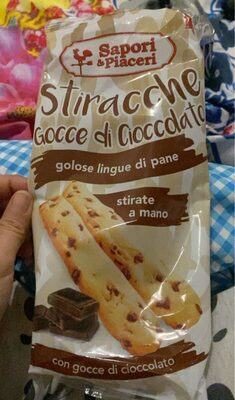 Sapori
& Piaceri
Stiracche
Gocce di Cioccolato
golose lingue di pane
stirate
a mano
con gocce di cioccolato